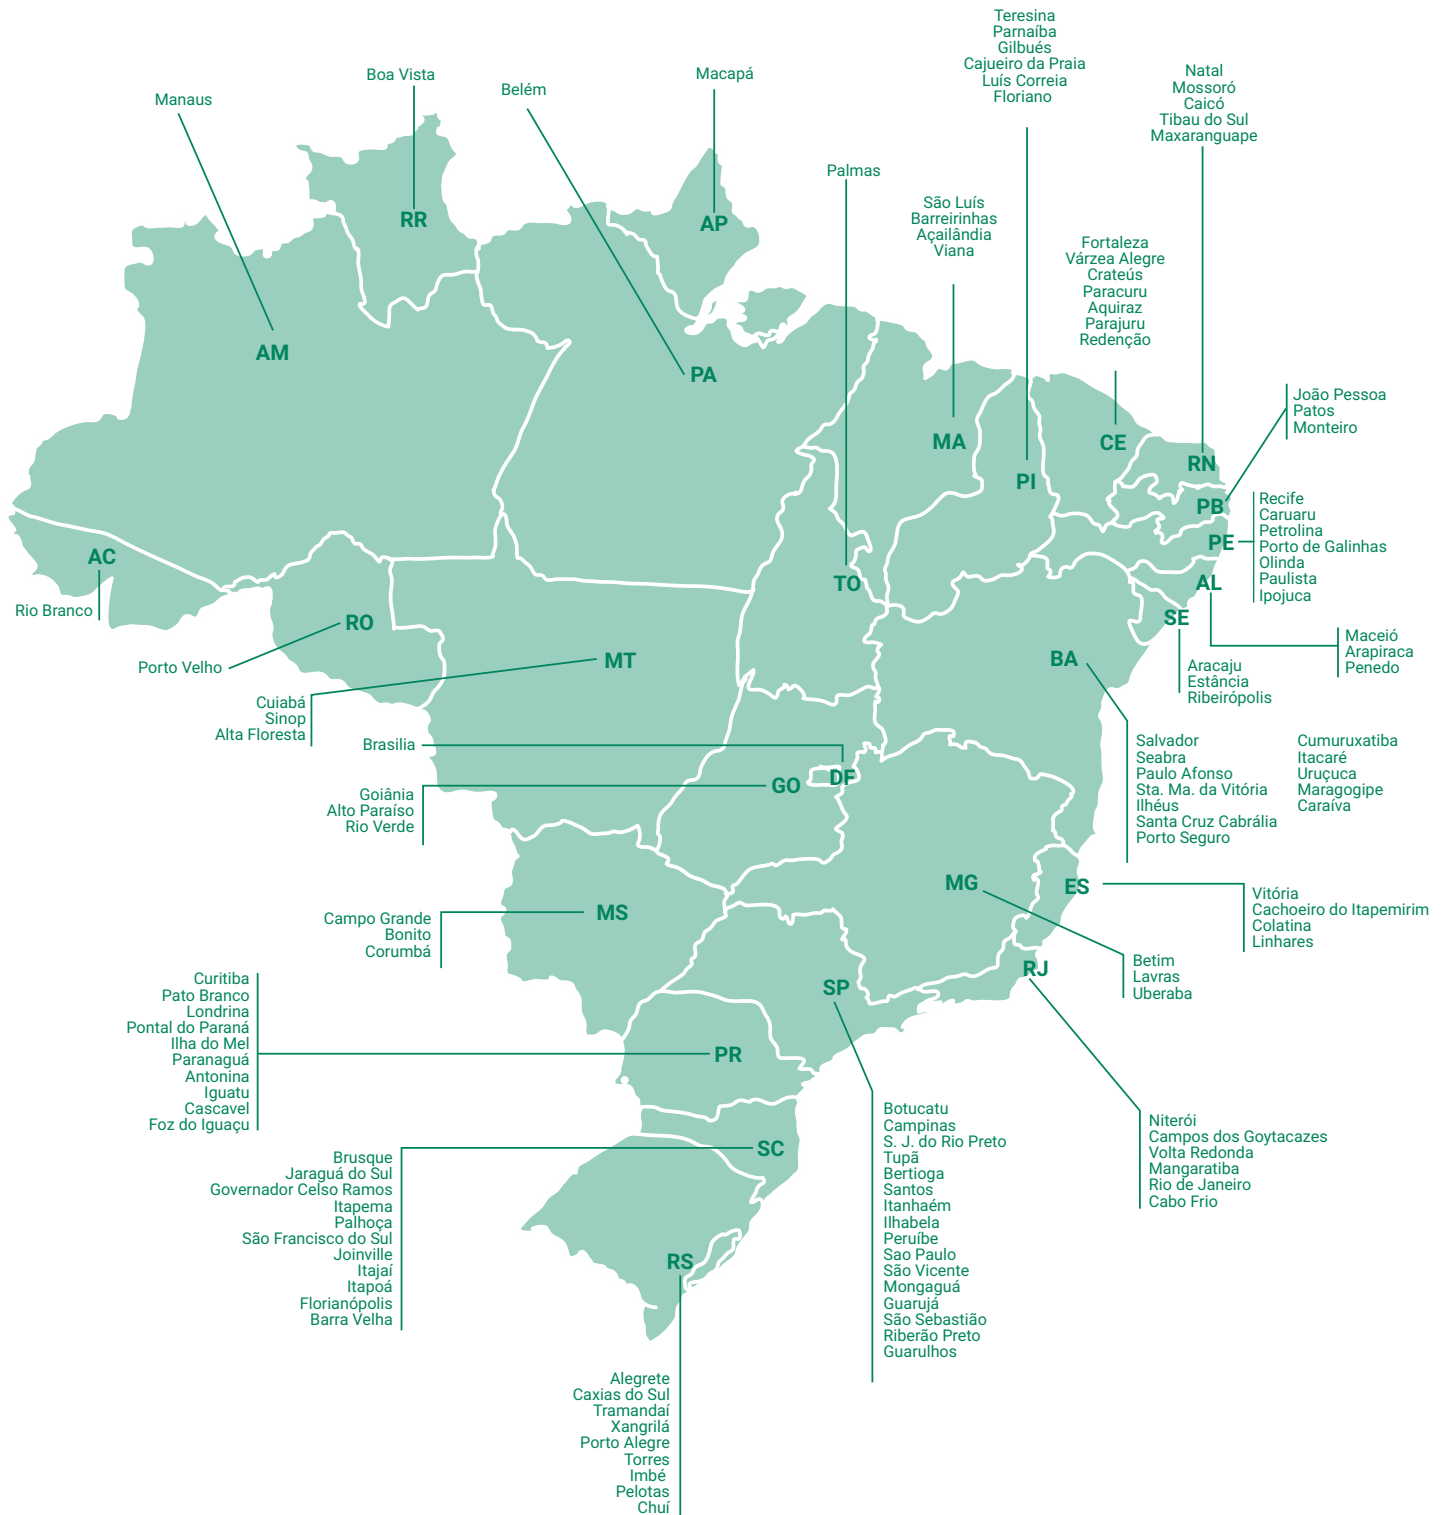 Teresina
Parnaíba
Gilbués
Cajueiro da Praia
Luís Correia
Floriano
Natal
Mossoró
Caicó
Tibau do Sul
Maxaranguape
Boa Vista
Macapá
Belém
Manaus
Palmas
São Luís
Barreirinhas
Açailândia
Viana
Fortaleza
Várzea Alegre
Crateús
Paracuru
Aquiraz
Parajuru
Redenção
RR
AP
AM
PA
MA
CE
RN
PI
PB
João Pessoa
Patos
Monteiro
PE
Recife
Caruaru
Petrolina
Porto de Galinhas
Olinda
Paulista
Ipojuca
AC
Rio Branco
TO
AL
Maceió
Arapiraca
Penedo
SE
Aracaju
Estância
Ribeirópolis
RO
Porto Velho
MT
Cuiabá
Sinop
Alta Floresta
BA
Salvador
Seabra
Paulo Afonso
Sta. Ma. da Vitória
Ilhéus
Santa Cruz Cabrália
Porto Seguro
Cumuruxatiba
Itacaré
Uruçuca
Maragogipe
Caraíva
Brasilia
DF
GO
Goiânia
Alto Paraíso
Rio Verde
MG
Betim
Lavras
Uberaba
ES
Vitória
Cachoeiro do Itapemirim
Colatina
Linhares
MS
Campo Grande
Bonito
Corumbá
RJ
Niterói
Campos dos Goytacazes
Volta Redonda
Mangaratiba
Rio de Janeiro
Cabo Frio
SP
Botucatu
Campinas
S. J. do Rio Preto
Tupã
Bertioga
Santos
Itanhaém
Ilhabela
Peruíbe
Sao Paulo
São Vicente
Mongaguá
Guarujá
São Sebastião
Riberão Preto
Guarulhos
PR
Curitiba
Pato Branco
Londrina
Pontal do Paraná
Ilha do Mel
Paranaguá
Antonina
Iguatu
Cascavel
Foz do Iguaçu
SC
Brusque
Jaraguá do Sul
Governador Celso Ramos
Itapema
Palhoça
São Francisco do Sul
Joinville
Itajaí
Itapoá
Florianópolis
Barra Velha
RS
Alegrete
Caxias do Sul
Tramandaí
Xangrilá
Porto Alegre
Torres
Imbé
Pelotas
Chuí